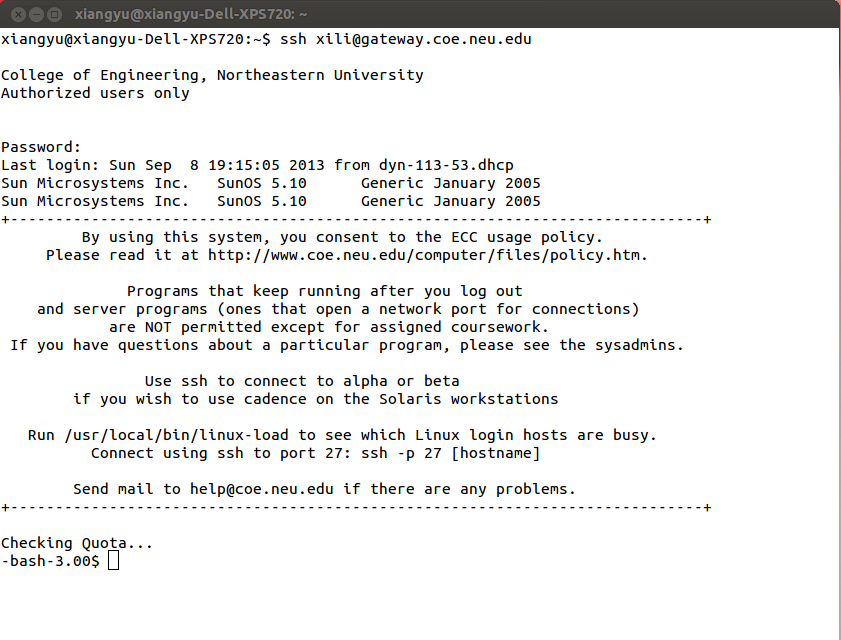 xiangyu@xiangyu-Dell-XPS720: ~
xiangyu@xiangyu-Dell-XPS720:~$ ssh xili@gateway.coe.neu.edu
College of Engineering, Northeastern University
Authorized users only
Password:
Last login: Sun Sep  8 19:15:05 2013 from dyn-113-53.dhcp
Sun Microsystems Inc.   SunOS 5.10      Generic January 2005
Sun Microsystems Inc.   SunOS 5.10      Generic January 2005
+-----------------------------------------------------------------------------+
By using this system, you consent to the ECC usage policy.
Please read it at http://www.coe.neu.edu/computer/files/policy.htm.
Programs that keep running after you log out
and server programs (ones that open a network port for connections)
are NOT permitted except for assigned coursework.
If you have questions about a particular program, please see the sysadmins.
Use ssh to connect to alpha or beta
if you wish to use cadence on the Solaris workstations
Run /usr/local/bin/linux-load to see which Linux login hosts are busy.
Connect using ssh to port 27: ssh -p 27 [hostname]
Send mail to help@coe.neu.edu if there are any problems.
+-----------------------------------------------------------------------------+
Checking Quota...
-bash-3.00$